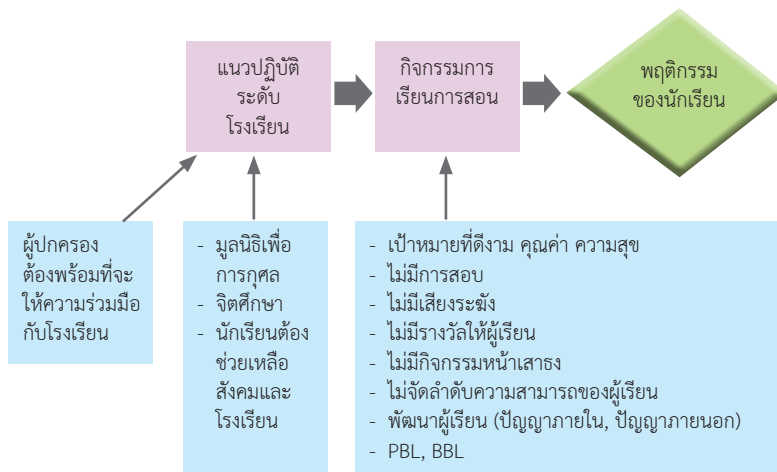 แนวปฏิบัติ
ระดับ
โรงเรียน
กิจกรรมการ
เรียนการสอน
พฤติกรรม
ของนักเรียน
ผู้ปกครอง
ต้องพร้อมที่จะ
ให้ความร่วมมือ
กับโรงเรียน
- มูลนิธิเพื่อ
การกุศล
- จิตศึกษา
- นักเรียนต้อง
ช่วยเหลือ
สังคมและ
โรงเรียน
- เป้าหมายที่ดีงาม คุณค่า ความสุข
- ไม่มีการสอบ
- ไม่มีเสียงระฆัง
- ไม่มีรางวัลให้ผู้เรียน
- ไม่มีกิจกรรมหน้าเสาธง
- ไม่จัดลำดับความสามารถของผู้เรียน
- พัฒนาผู้เรียน (ปัญญาภายใน, ปัญญาภายนอก)
- PBL, BBL